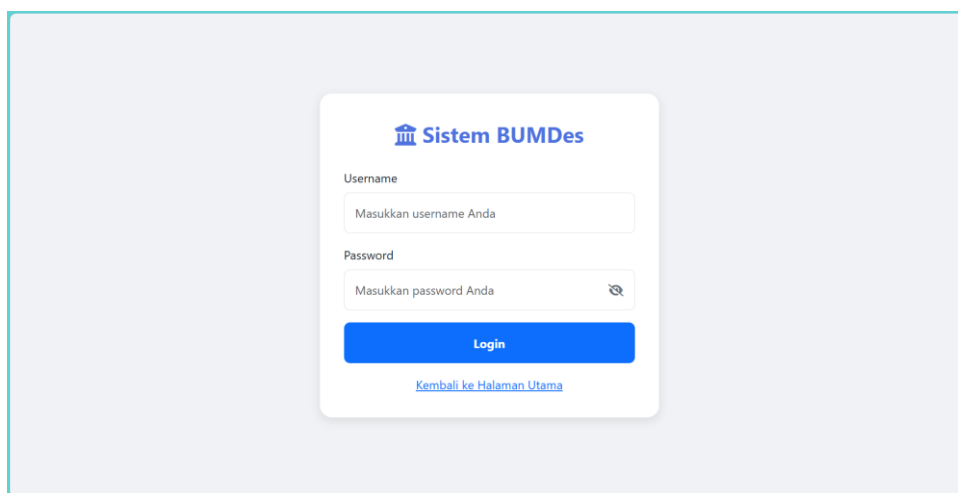 Sistem BUMDes
Username
Masukkan username Anda
Password
Masukkan password Anda
Login
Kembali ke Halaman Utama